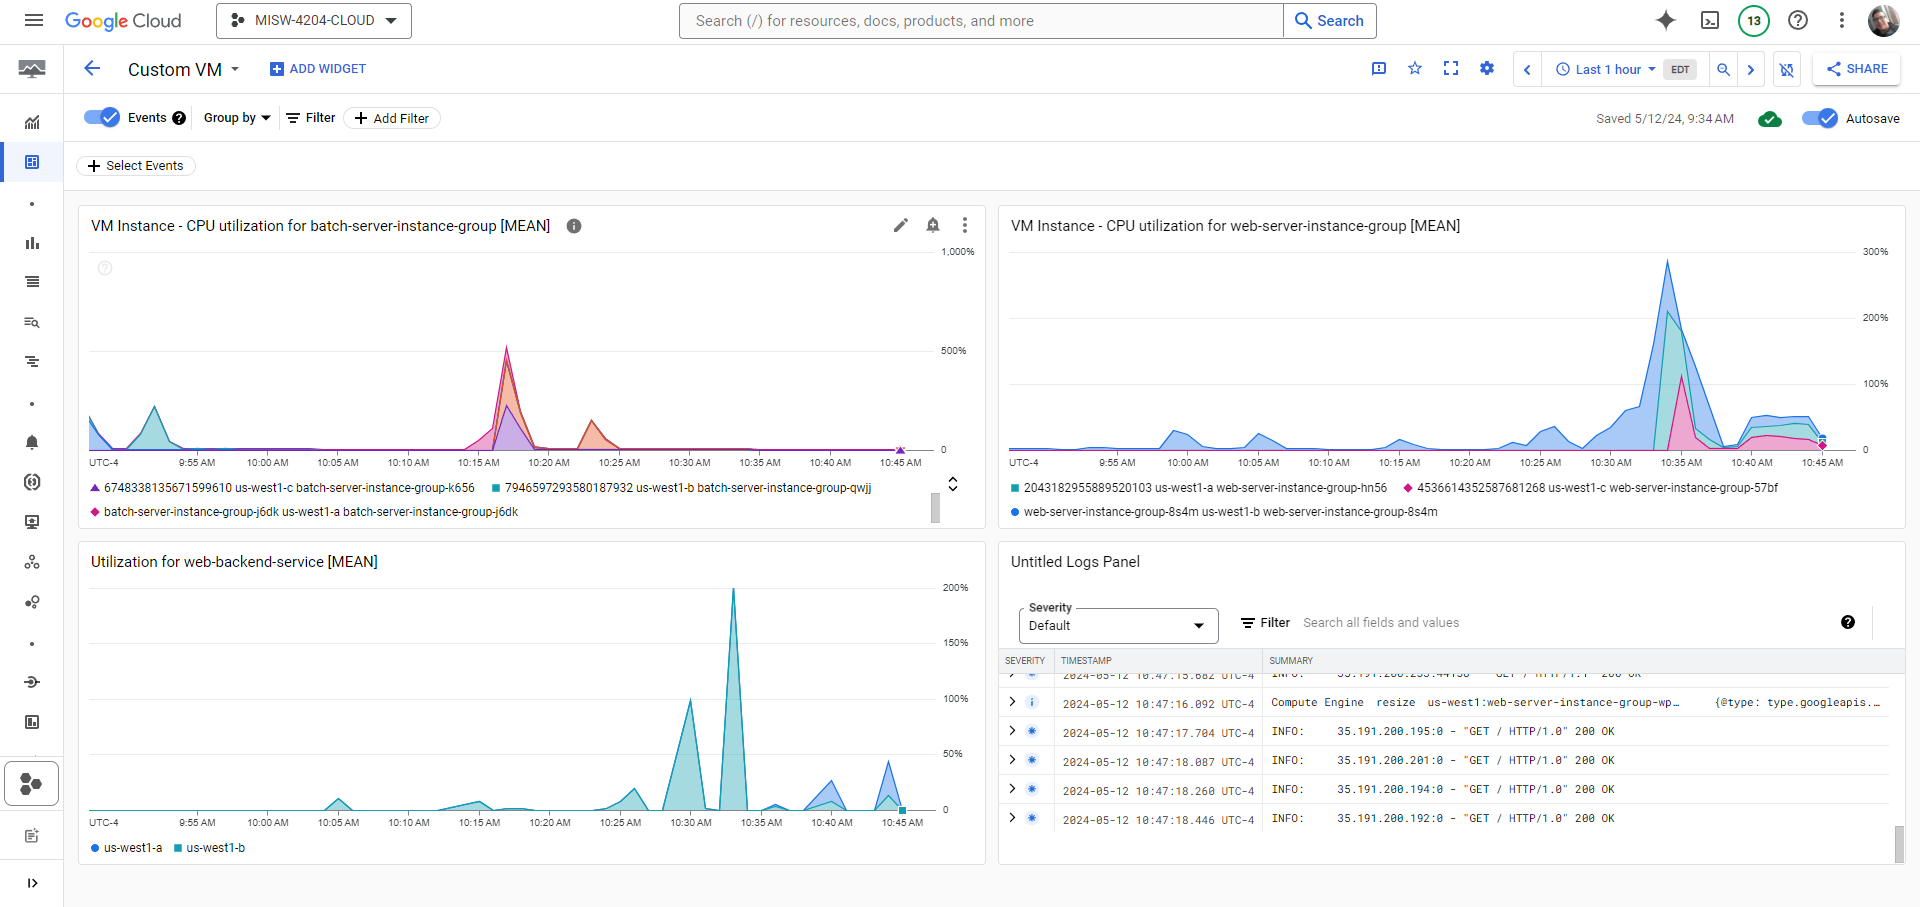 Google Cloud
MISW-4204-CLOUD
Search (/) for resources, docs, products, and more
Search
13
Custom VM
ADD WIDGET
Last 1 hour
EDT
SHARE
Events
Group by
Filter
Add Filter
Saved 5/12/24, 9:34 AM
Autosave
Select Events
VM Instance - CPU utilization for batch-server-instance-group [MEAN]
1,000%
500%
0
UTC-4 9:55 AM 10:00 AM 10:05 AM 10:10 AM 10:15 AM 10:20 AM 10:25 AM 10:30 AM 10:35 AM 10:40 AM 10:45 AM
6748338135671599610 us-west1-c batch-server-instance-group-k656
7946597293580187932 us-west1-b batch-server-instance-group-qwjj
batch-server-instance-group-j6dk us-west1-a batch-server-instance-group-j6dk
VM Instance - CPU utilization for web-server-instance-group [MEAN]
300%
200%
100%
0
UTC-4 9:55 AM 10:00 AM 10:05 AM 10:10 AM 10:15 AM 10:20 AM 10:25 AM 10:30 AM 10:35 AM 10:40 AM 10:45 AM
2043182955889520103 us-west1-a web-server-instance-group-hn56
4536614352587681268 us-west1-c web-server-instance-group-57bf
web-server-instance-group-8s4m us-west1-b web-server-instance-group-8s4m
Utilization for web-backend-service [MEAN]
200%
150%
100%
50%
0
UTC-4 9:55 AM 10:00 AM 10:05 AM 10:10 AM 10:15 AM 10:20 AM 10:25 AM 10:30 AM 10:35 AM 10:40 AM 10:45 AM
us-west1-a
us-west1-b
Untitled Logs Panel
Severity
Default
Filter
Search all fields and values
SEVERITY TIMESTAMP SUMMARY
2024-05-12 10:47:15.682 UTC-4 INFO: "GET / HTTP/1.1" 200 OK
2024-05-12 10:47:16.092 UTC-4 Compute Engine resize us-west1:web-server-instance-group-wp… {@type: type.googleapis.…
2024-05-12 10:47:17.704 UTC-4 INFO: 35.191.200.195:0 - "GET / HTTP/1.0" 200 OK
2024-05-12 10:47:18.087 UTC-4 INFO: 35.191.200.201:0 - "GET / HTTP/1.0" 200 OK
2024-05-12 10:47:18.260 UTC-4 INFO: 35.191.200.194:0 - "GET / HTTP/1.0" 200 OK
2024-05-12 10:47:18.446 UTC-4 INFO: 35.191.200.192:0 - "GET / HTTP/1.0" 200 OK